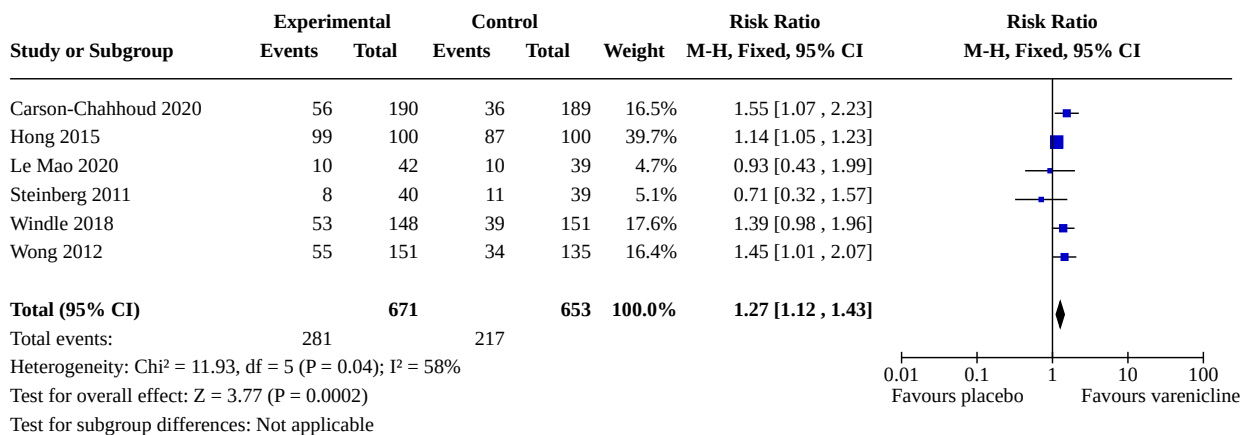 Experimental Control Risk Ratio Risk Ratio
Study or Subgroup Events Total Events Total Weight M-H, Fixed, 95% CI M-H, Fixed, 95% CI
Carson-Chahhoud 2020 56 190 36 189 16.5% 1.55 [1.07 , 2.23]
Hong 2015 99 100 87 100 39.7% 1.14 [1.05 , 1.23]
Le Mao 2020 10 42 10 39 4.7% 0.93 [0.43 , 1.99]
Steinberg 2011 8 40 11 39 5.1% 0.71 [0.32 , 1.57]
Windle 2018 53 148 39 151 17.6% 1.39 [0.98 , 1.96]
Wong 2012 55 151 34 135 16.4% 1.45 [1.01 , 2.07]
Total (95% CI) 671 653 100.0% 1.27 [1.12 , 1.43]
Total events: 281 217
Heterogeneity: Chi² = 11.93, df = 5 (P = 0.04); I² = 58%
0.01 0.1 1 10 100
Test for overall effect: Z = 3.77 (P = 0.0002) Favours placebo Favours varenicline
Test for subgroup differences: Not applicable